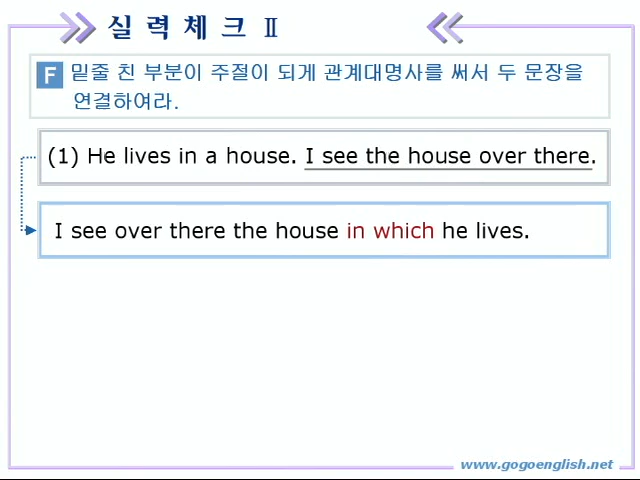 실 력 체 크 Ⅱ
F 밑줄 친 부분이 주절이 되게 관계대명사를 써서 두 문장을
연결하여라.
(1) He lives in a house. I see the house over there.
I see over there the house in which he lives.
www.gogoenglish.net